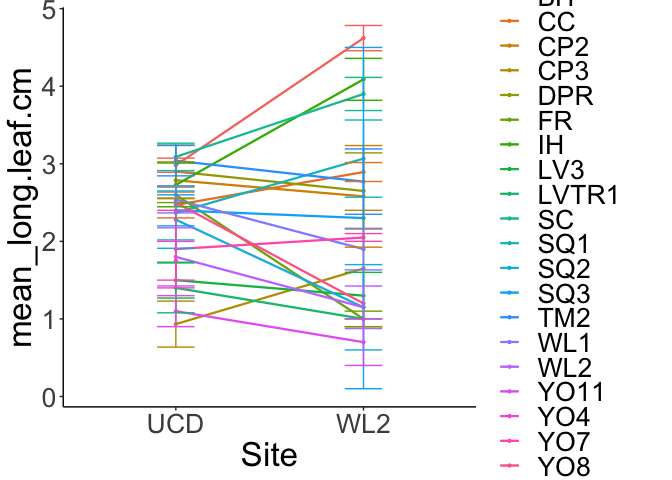 5
4
3
2
1
0
mean_long.leaf.cm
UCD
WL2
Site
CC
CP2
CP3
DPR
FR
IH
LV3
LVTR1
SC
SQ1
SQ2
SQ3
TM2
WL1
WL2
YO11
YO4
YO7
YO8